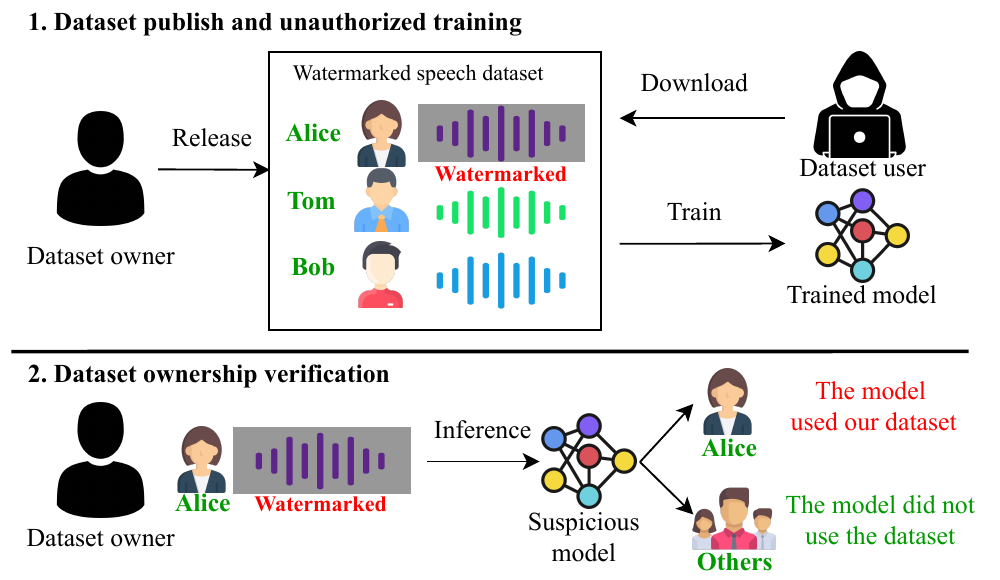 1. Dataset publish and unauthorized training
Watermarked speech dataset
Download
Alice
Release
Watermarked
Dataset user
Tom
Train
Dataset owner
Bob
Trained model
2. Dataset ownership verification
The model
used our dataset
Inference
Alice
Alice
Watermarked
The model did not
use the dataset
Suspicious
model
Dataset owner
Others